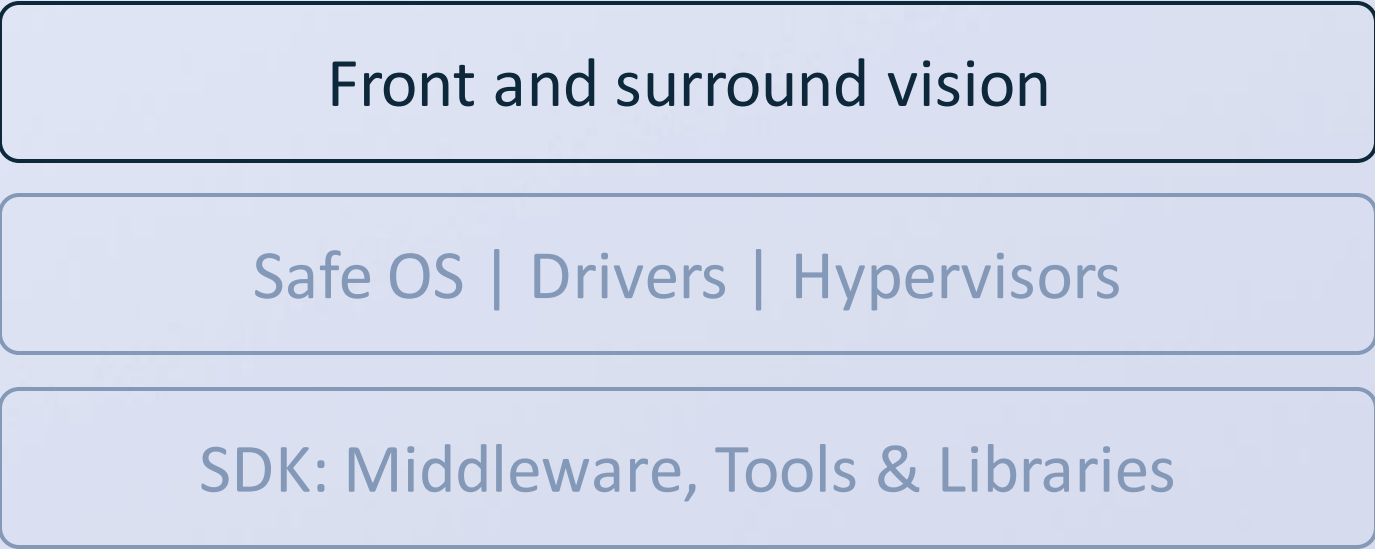 Front and surround vision
Safe OS | Drivers | Hypervisors
SDK: Middleware, Tools & Libraries